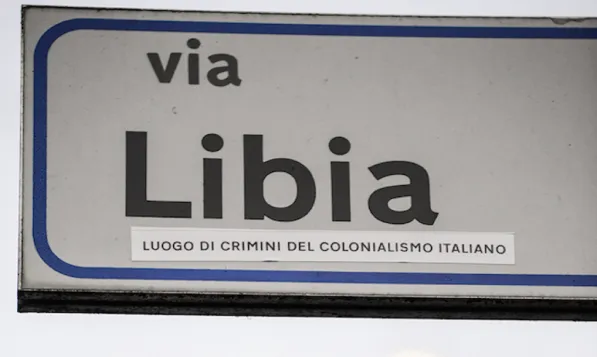 via
Libia
LUOGO DI CRIMINI DEL COLONIALISMO ITALIANO